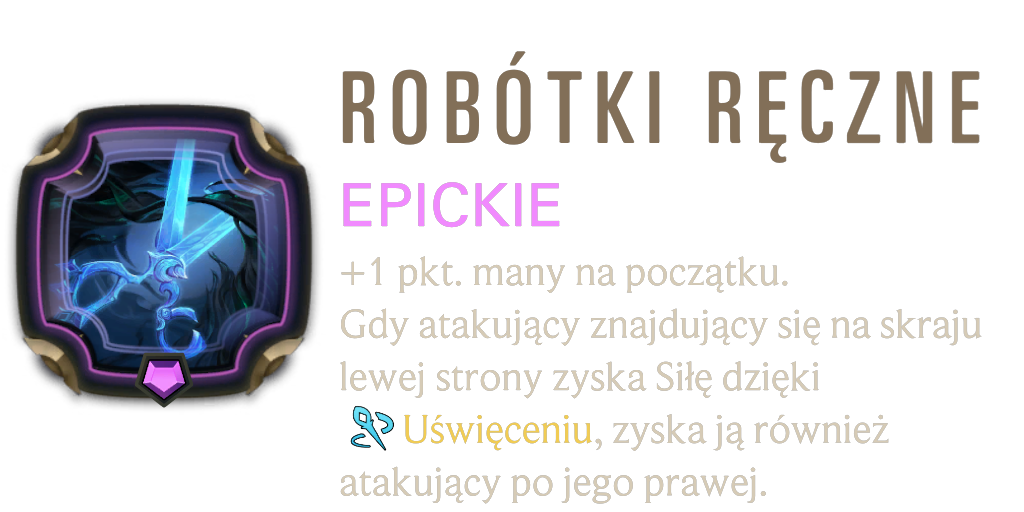 ROBÓTKI RĘCZNE
EPICKIE
+1 pkt. many na początku.
Gdy atakujący znajdujący się na skraju
lewej strony zyska Siłę dzięki
Uświęceniu, zyska ją również
atakujący po jego prawej.